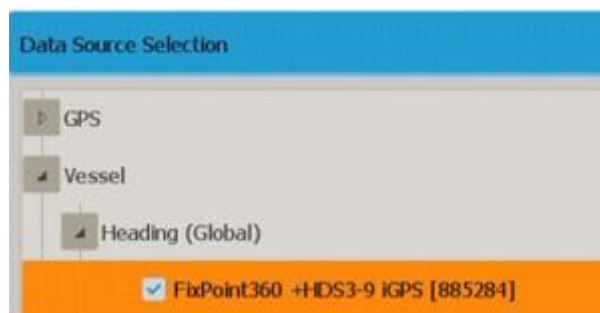 Data Source Selection
GPS
Vessel
Heading (Global)
FixPoint360 +HDS3-9 iGPS [885284]